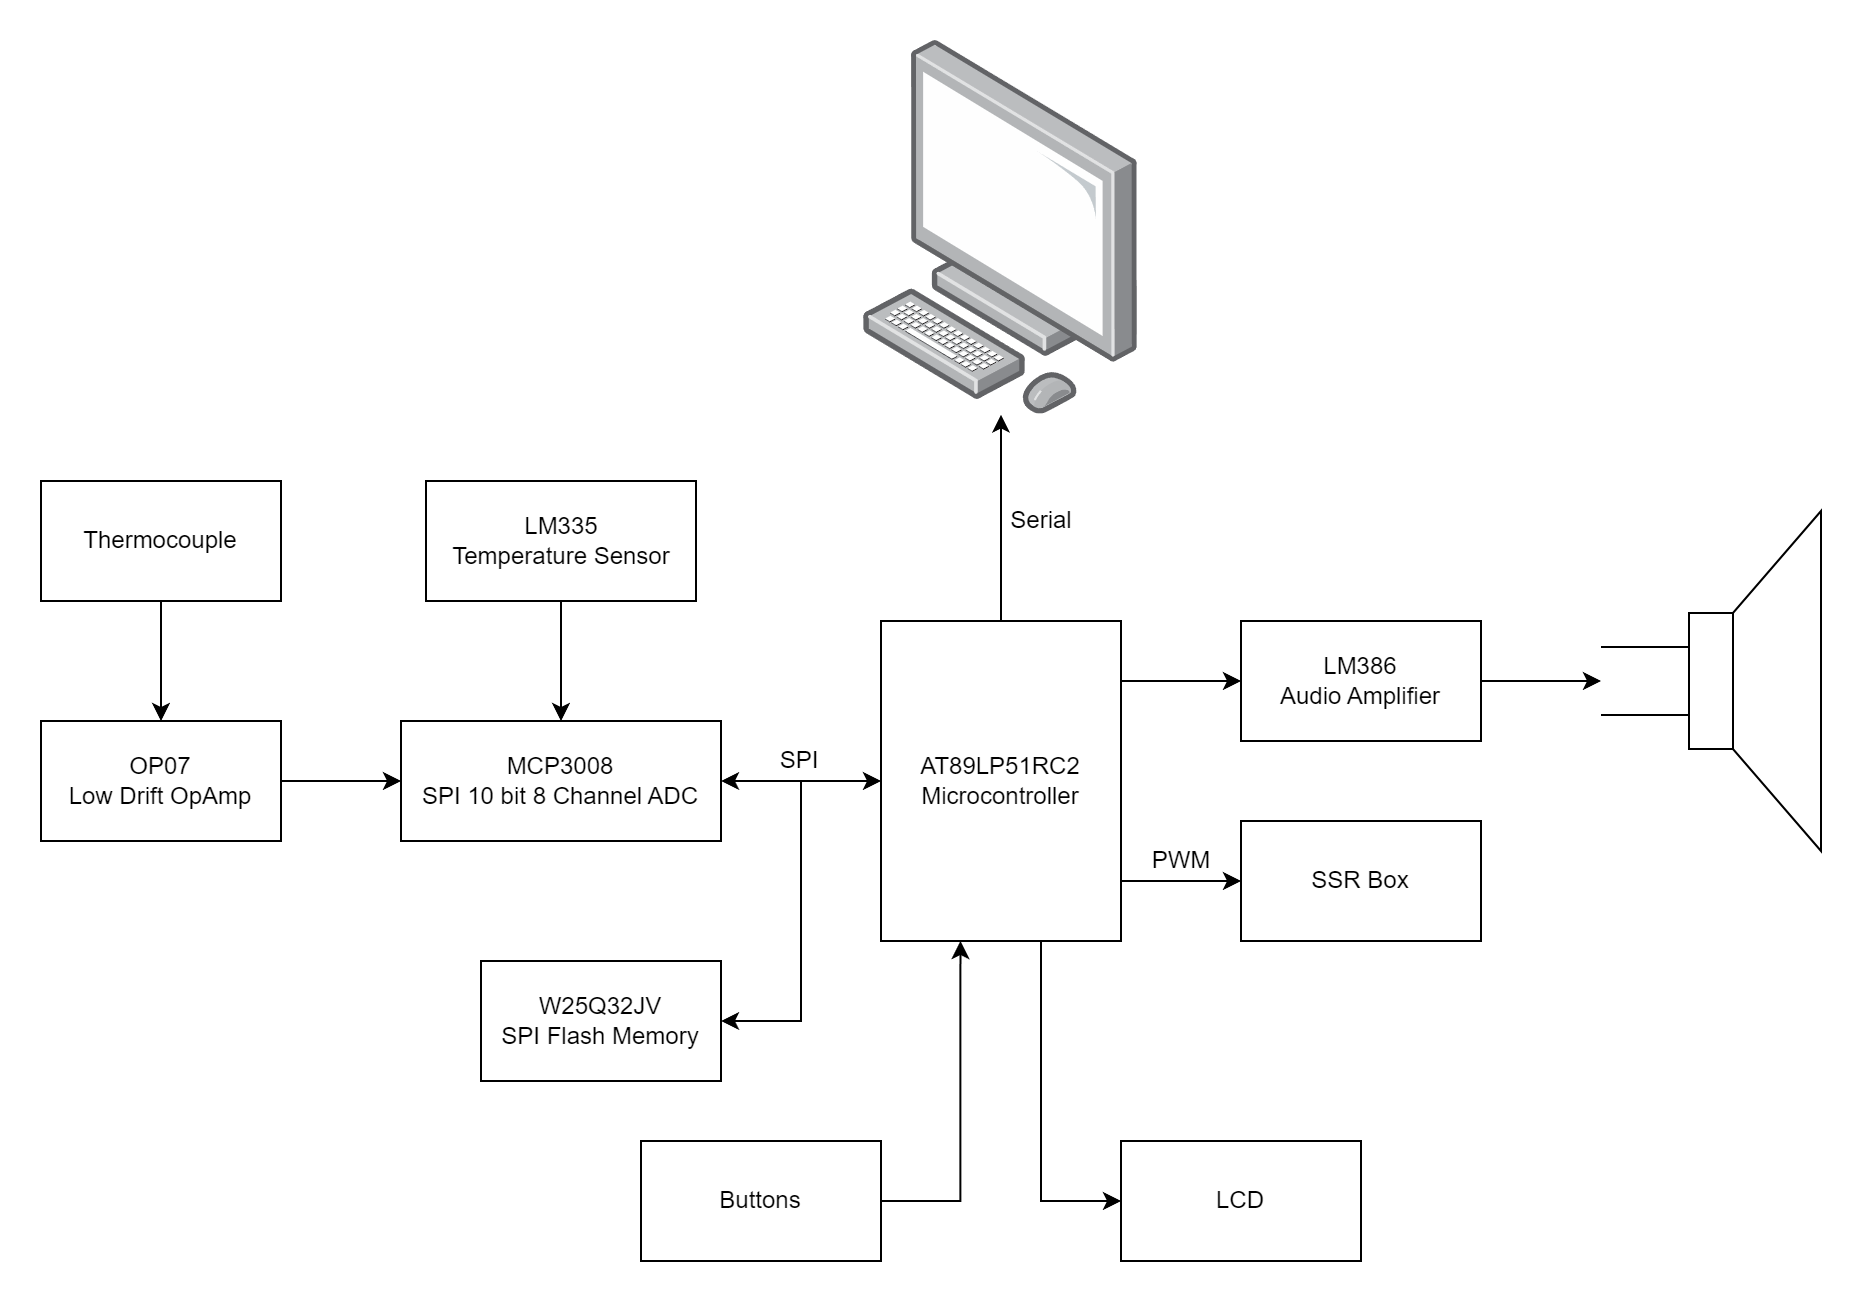 Serial
Thermocouple
LM335
Temperature Sensor
LM386
Audio Amplifier
OP07
Low Drift OpAmp
MCP3008
SPI 10 bit 8 Channel ADC
SPI
AT89LP51RC2
Microcontroller
PWM
SSR Box
W25Q32JV
SPI Flash Memory
Buttons
LCD